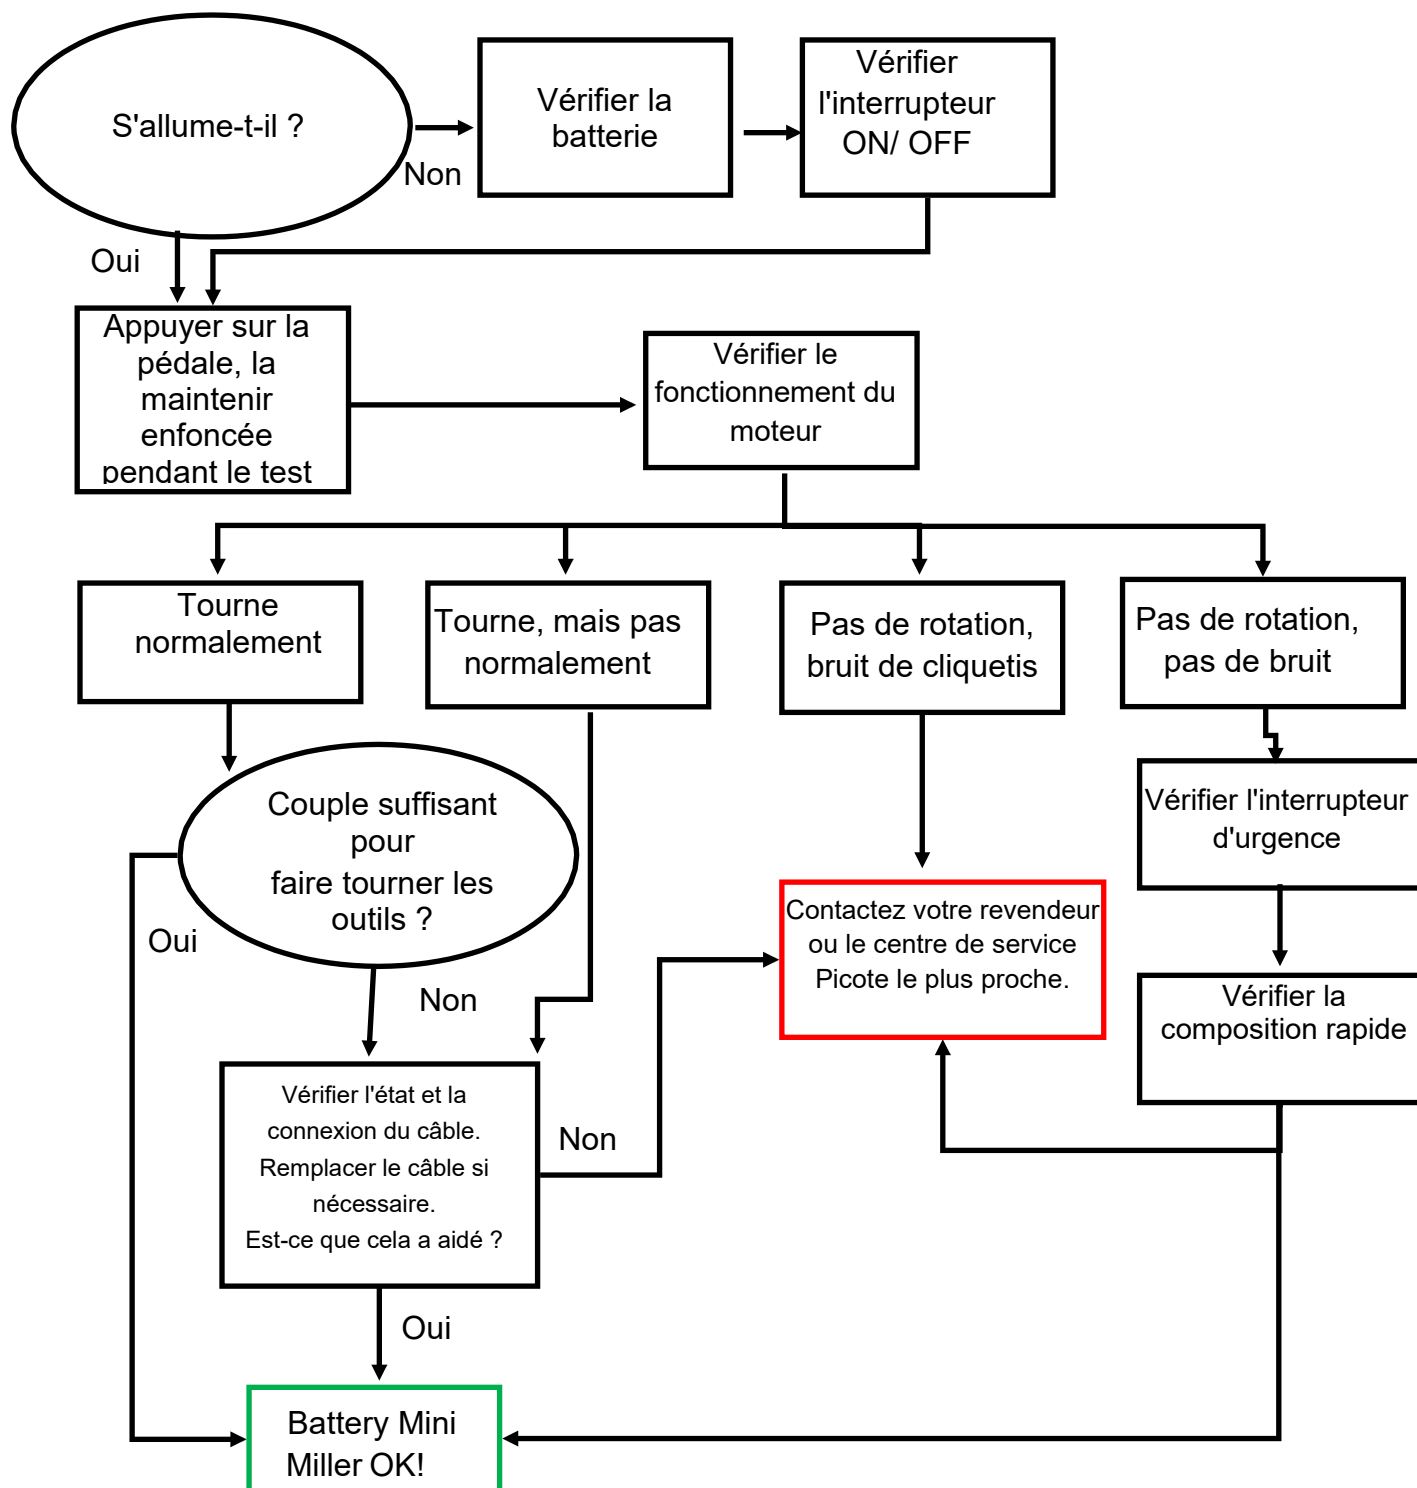 S'allume-t-il ?
Non
Vérifier la
batterie
Vérifier
l'interrupteur
ON/ OFF
Oui
Appuyer sur la
pédale, la
maintenir
enfoncée
pendant le test
Vérifier le
fonctionnement du
moteur
Tourne
normalement
Tourne, mais pas
normalement
Pas de rotation,
bruit de cliquetis
Pas de rotation,
pas de bruit
Couple suffisant
pour
faire tourner les
outils ?
Oui
Non
Vérifier l'interrupteur
d'urgence
Contactez votre revendeur
ou le centre de service
Picote le plus proche.
Vérifier la
composition rapide
Vérifier l'état et la
connexion du câble.
Remplacer le câble si
nécessaire.
Est-ce que cela a aidé ?
Non
Oui
Battery Mini
Miller OK!